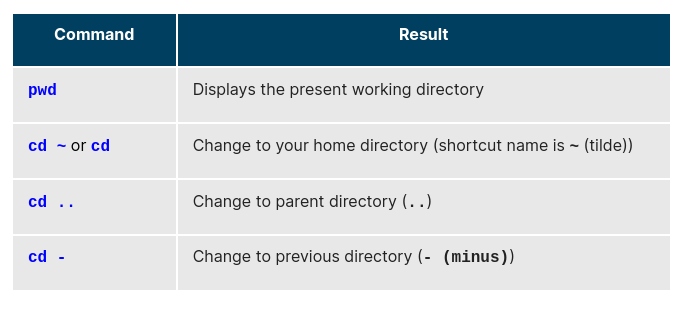 Command Result
pwd Displays the present working directory
cd ~ or cd Change to your home directory (shortcut name is ~ (tilde))
cd .. Change to parent directory (..)
cd - Change to previous directory (- (minus))